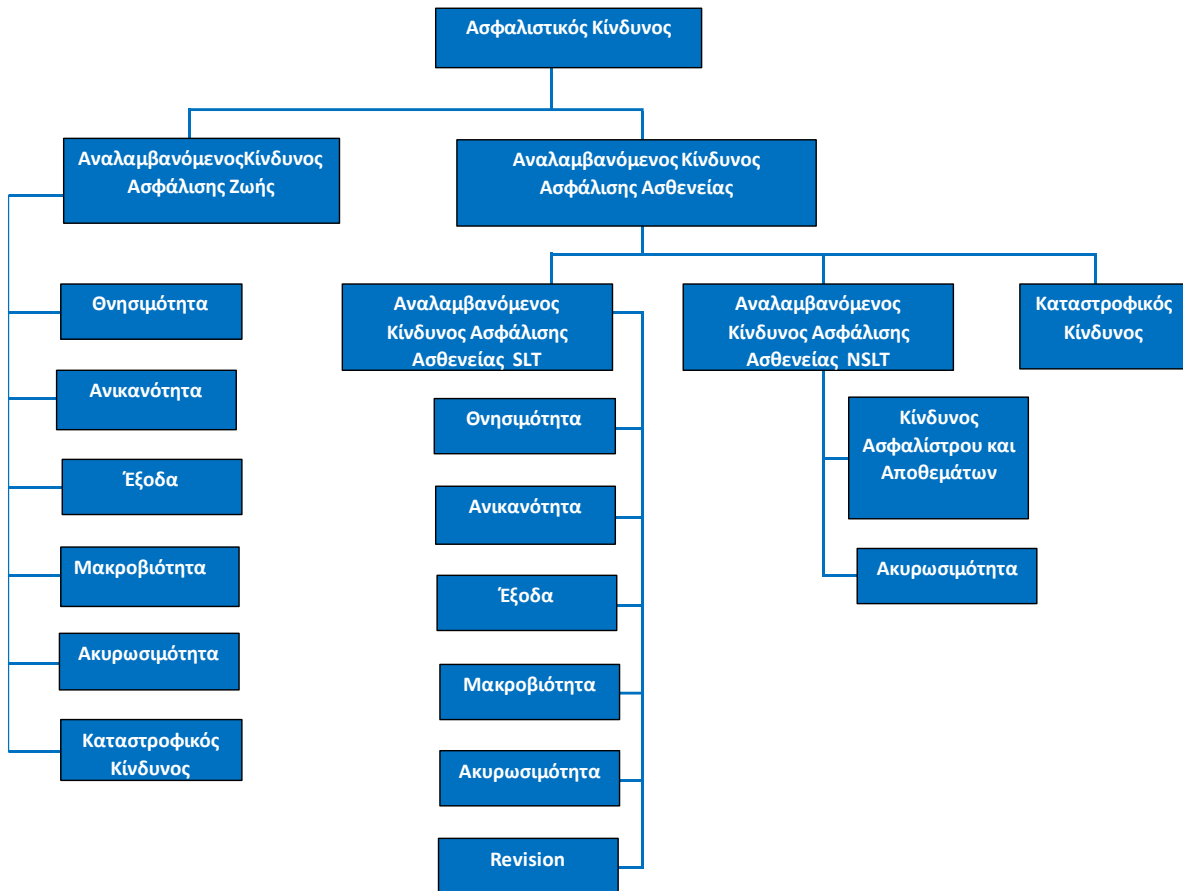 Ασφαλιστικός Κίνδυνος
ΑναλαμβανόμενοςΚίνδυνος
Ασφάλισης Ζωής
Αναλαμβανόμενος Κίνδυνος
Ασφάλισης Ασθενείας
Θνησιμότητα
Ανικανότητα
Έξοδα
Μακροβιότητα
Ακυρωσιμότητα
Καταστροφικός
Κίνδυνος
Αναλαμβανόμενος
Κίνδυνος Ασφάλισης
Ασθενείας SLT
Θνησιμότητα
Ανικανότητα
Έξοδα
Μακροβιότητα
Ακυρωσιμότητα
Revision
Αναλαμβανόμενος
Κίνδυνος Ασφάλισης
Ασθενείας NSLT
Κίνδυνος
Ασφαλίστρου και
Αποθεμάτων
Ακυρωσιμότητα
Καταστροφικός
Κίνδυνος